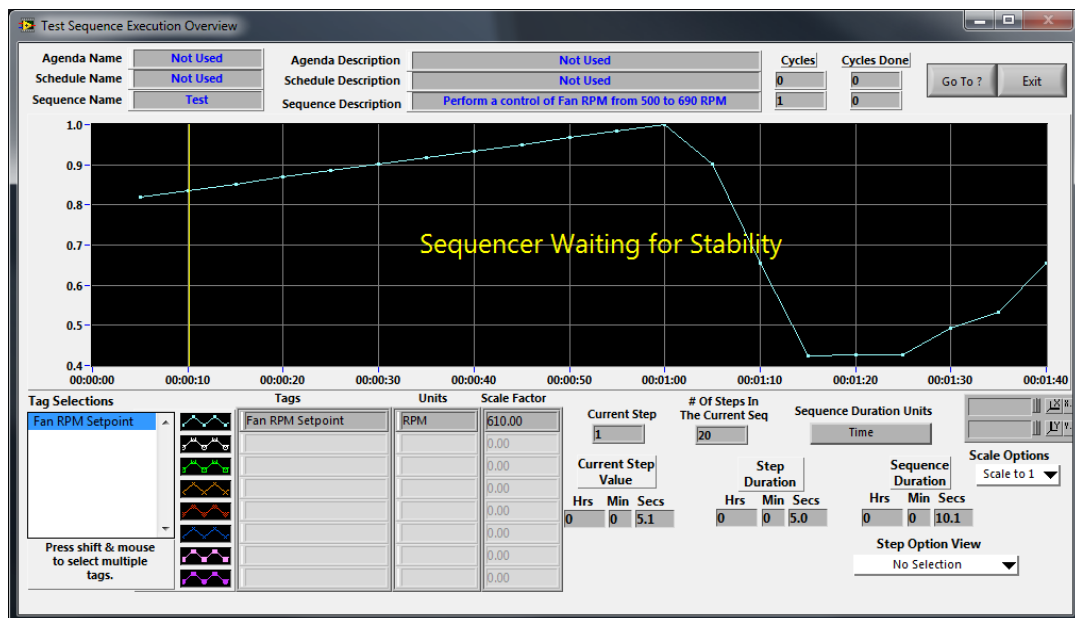 Test Sequence Execution Overview
Agenda Name Not Used Agenda Description Not Used Cycles Cycles Done
Schedule Name Not Used Schedule Description Not Used 0 0 Go To ? Exit
Sequence Name Test Sequence Description Perform a control of Fan RPM from 500 to 690 RPM 1 0
1.0
0.9
0.8
0.7
Sequencer Waiting for Stability
0.6
0.5
0.4
00:00:00 00:00:10 00:00:20 00:00:30 00:00:40 00:00:50 00:01:00 00:01:10 00:01:20 00:01:30 00:01:40
Tag Selections Tags Units Scale Factor
Fan RPM Setpoint Fan RPM Setpoint RPM 610.00
0.00
0.00
0.00
0.00
0.00
0.00
0.00
Press shift & mouse
to select multiple
tags.
Current Step
1
# Of Steps In
The Current Seq
20
Sequence Duration Units
Time
X
Y
Scale Options
Scale to 1
Current Step
Value
Hrs Min Secs
0 0 5.1
Step
Duration
Hrs Min Secs
0 0 5.0
Sequence
Duration
Hrs Min Secs
0 0 10.1
Step Option View
No Selection